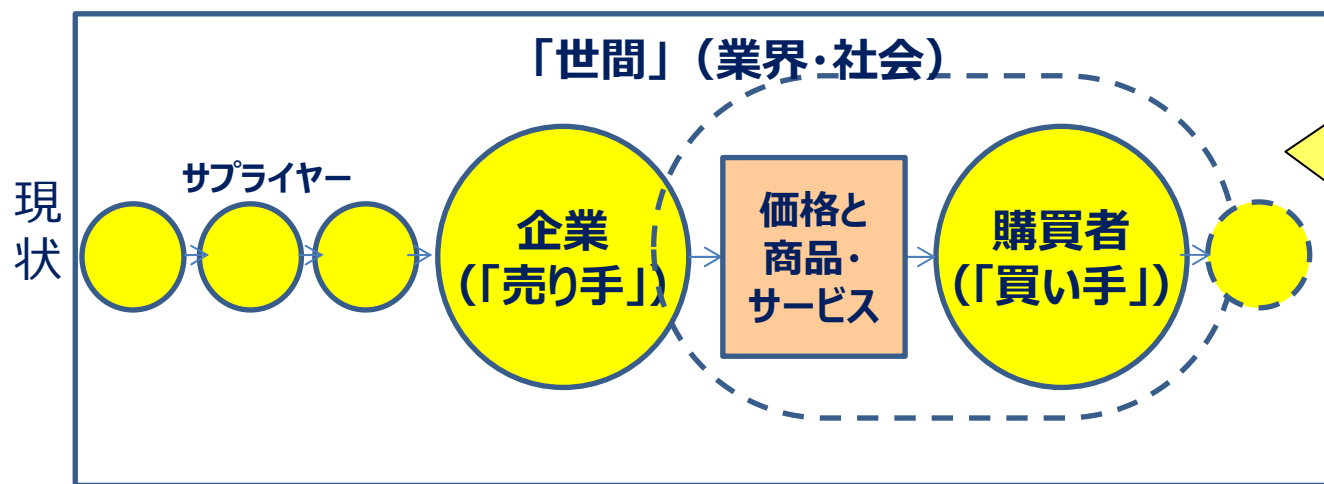 「世間」（業界・社会）
サプライヤー
現
状
企業
（「売り手」）
価格と
商品・
サービス
購買者
（「買い手」）